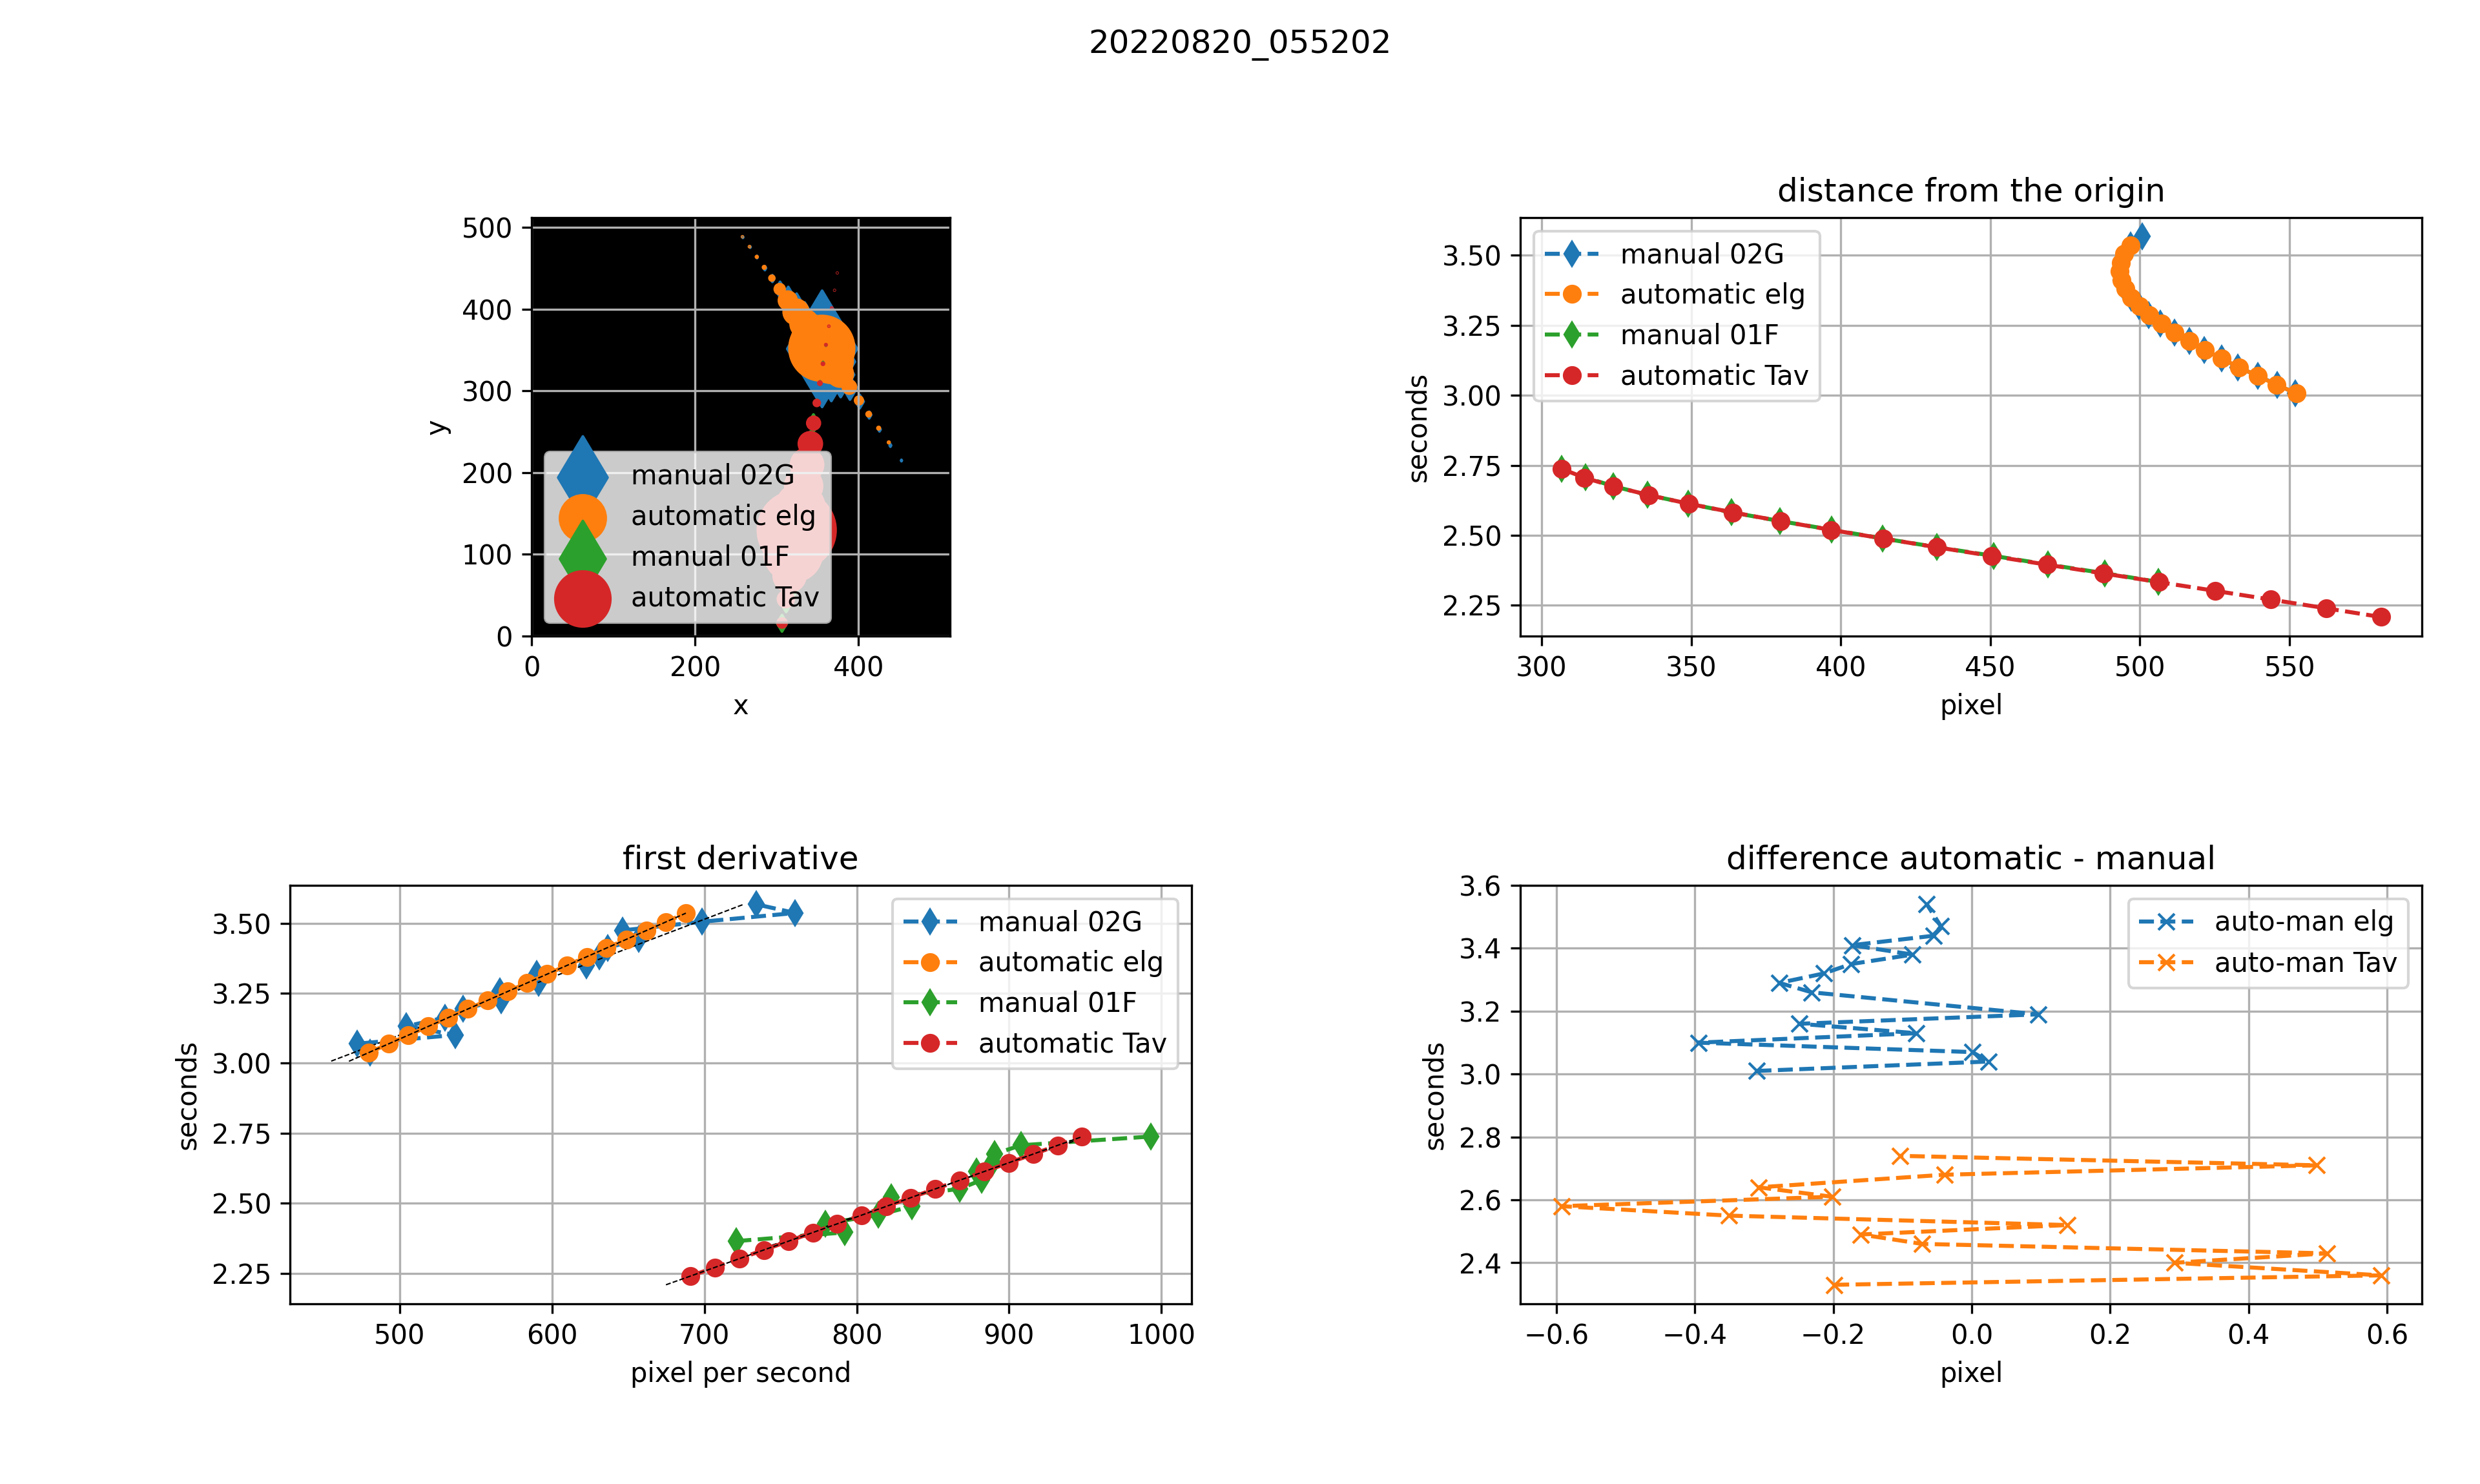 20220820_055202
500
400
300
200
100
0
y
0 200 400
x
manual 02G
automatic elg
manual 01F
automatic Tav
distance from the origin
3.50
3.25
3.00
2.75
2.50
2.25
seconds
300 350 400 450 500 550
pixel
manual 02G
automatic elg
manual 01F
automatic Tav
first derivative
3.50
3.25
3.00
2.75
2.50
2.25
seconds
500 600 700 800 900 1000
pixel per second
manual 02G
automatic elg
manual 01F
automatic Tav
difference automatic - manual
3.6
3.4
3.2
3.0
2.8
2.6
2.4
seconds
−0.6 −0.4 −0.2 0.0 0.2 0.4 0.6
pixel
auto-man elg
auto-man Tav